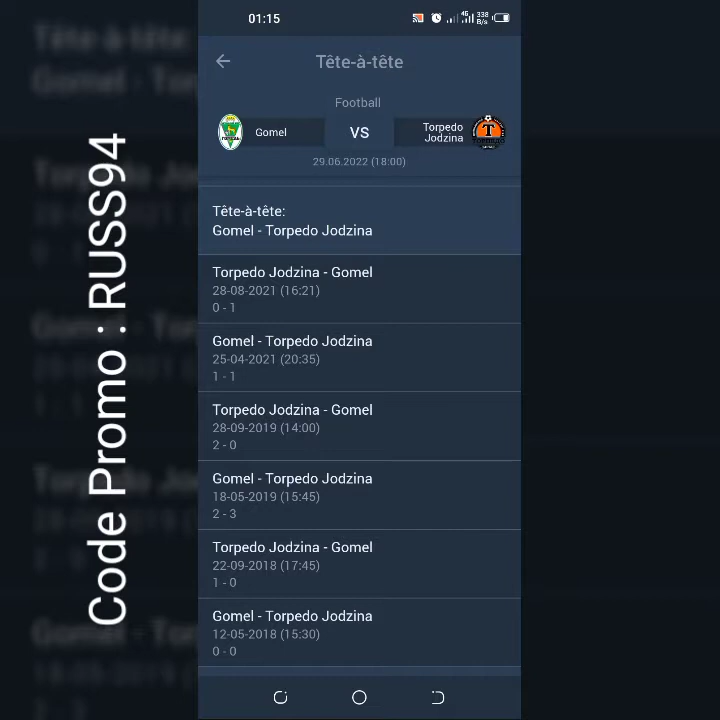 01:15
4G
338
B/s
Tête-à-tête
Football
Gomel
VS
Torpedo
Jodzina
29.06.2022 (18:00)
Tête-à-tête:
Gomel - Torpedo Jodzina
Torpedo Jodzina - Gomel
28-08-2021 (16:21)
0 - 1
Gomel - Torpedo Jodzina
25-04-2021 (20:35)
1 - 1
Torpedo Jodzina - Gomel
28-09-2019 (14:00)
2 - 0
Gomel - Torpedo Jodzina
18-05-2019 (15:45)
2 - 3
Torpedo Jodzina - Gomel
22-09-2018 (17:45)
1 - 0
Gomel - Torpedo Jodzina
12-05-2018 (15:30)
0 - 0
Code Promo : RUSS94